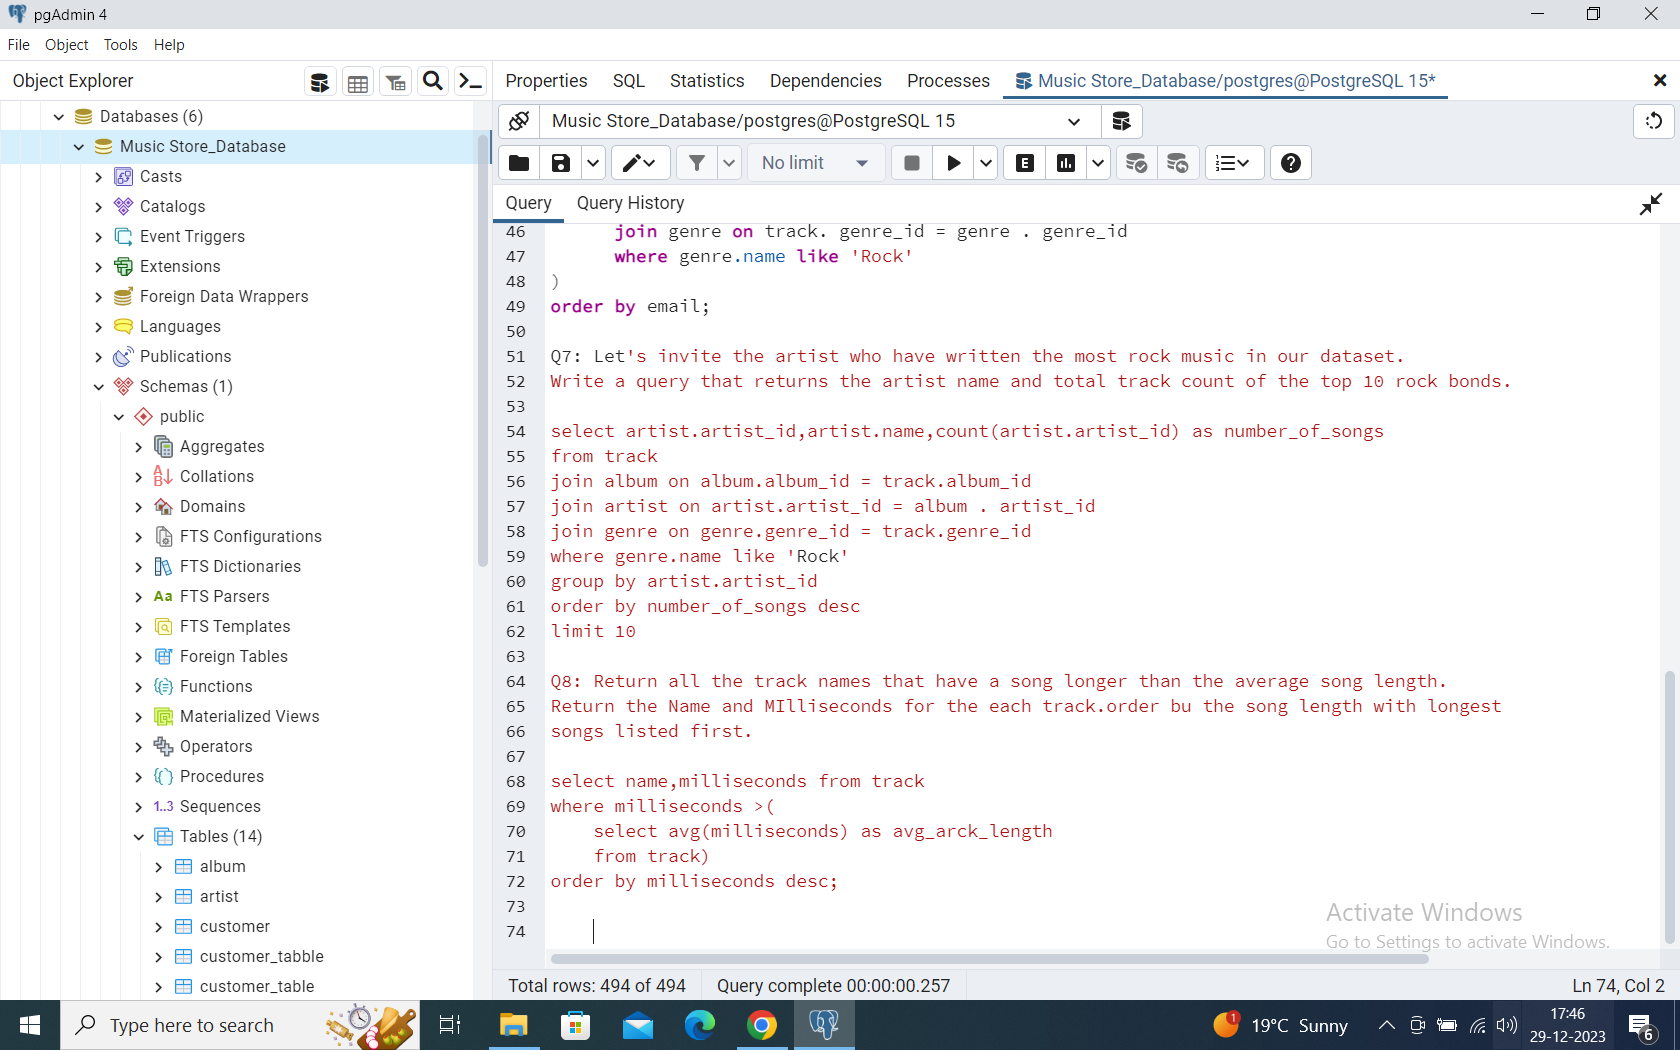 pgAdmin 4
File Object Tools Help
Object Explorer
Properties SQL Statistics Dependencies Processes Music Store_Database/postgres@PostgreSQL 15*
Databases (6)
Music Store_Database
Casts
Catalogs
Event Triggers
Extensions
Foreign Data Wrappers
Languages
Publications
Schemas (1)
public
Aggregates
Collations
Domains
FTS Configurations
FTS Dictionaries
Aa FTS Parsers
FTS Templates
Foreign Tables
Functions
Materialized Views
Operators
Procedures
1..3 Sequences
Tables (14)
album
artist
customer
customer_tabble
customer_table
Music Store_Database/postgres@PostgreSQL 15
No limit
E
Query Query History
46 join genre on track. genre_id = genre . genre_id
47 where genre.name like 'Rock'
48 )
49 order by email;
50
51 Q7: Let's invite the artist who have written the most rock music in our dataset.
52 Write a query that returns the artist name and total track count of the top 10 rock bonds.
53
54 select artist.artist_id,artist.name,count(artist.artist_id) as number_of_songs
55 from track
56 join album on album.album_id = track.album_id
57 join artist on artist.artist_id = album . artist_id
58 join genre on genre.genre_id = track.genre_id
59 where genre.name like 'Rock'
60 group by artist.artist_id
61 order by number_of_songs desc
62 limit 10
63
64 Q8: Return all the track names that have a song longer than the average song length.
65 Return the Name and MIlliseconds for the each track.order bu the song length with longest
66 songs listed first.
67
68 select name,milliseconds from track
69 where milliseconds >(
70 select avg(milliseconds) as avg_arck_length
71 from track)
72 order by milliseconds desc;
73
74
Activate Windows
Go to Settings to activate Windows.
Total rows: 494 of 494 Query complete 00:00:00.257 Ln 74, Col 2
Type here to search
1 19°C Sunny
17:46
29-12-2023
6